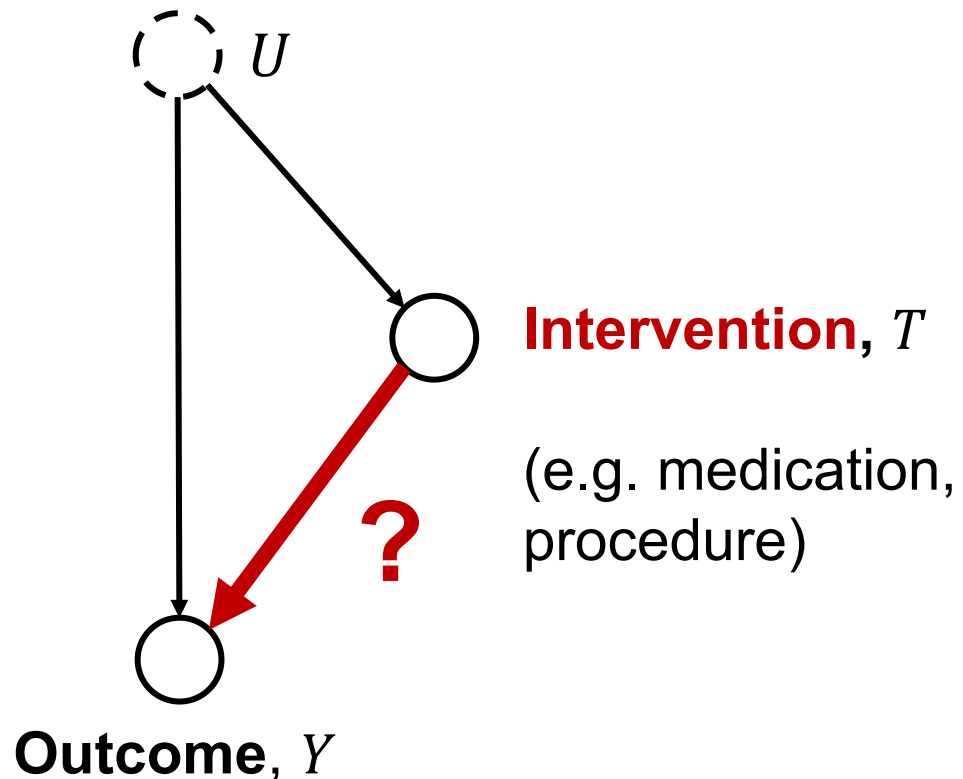 U
Intervention, T
(e.g. medication,
procedure)
?
Outcome, Y